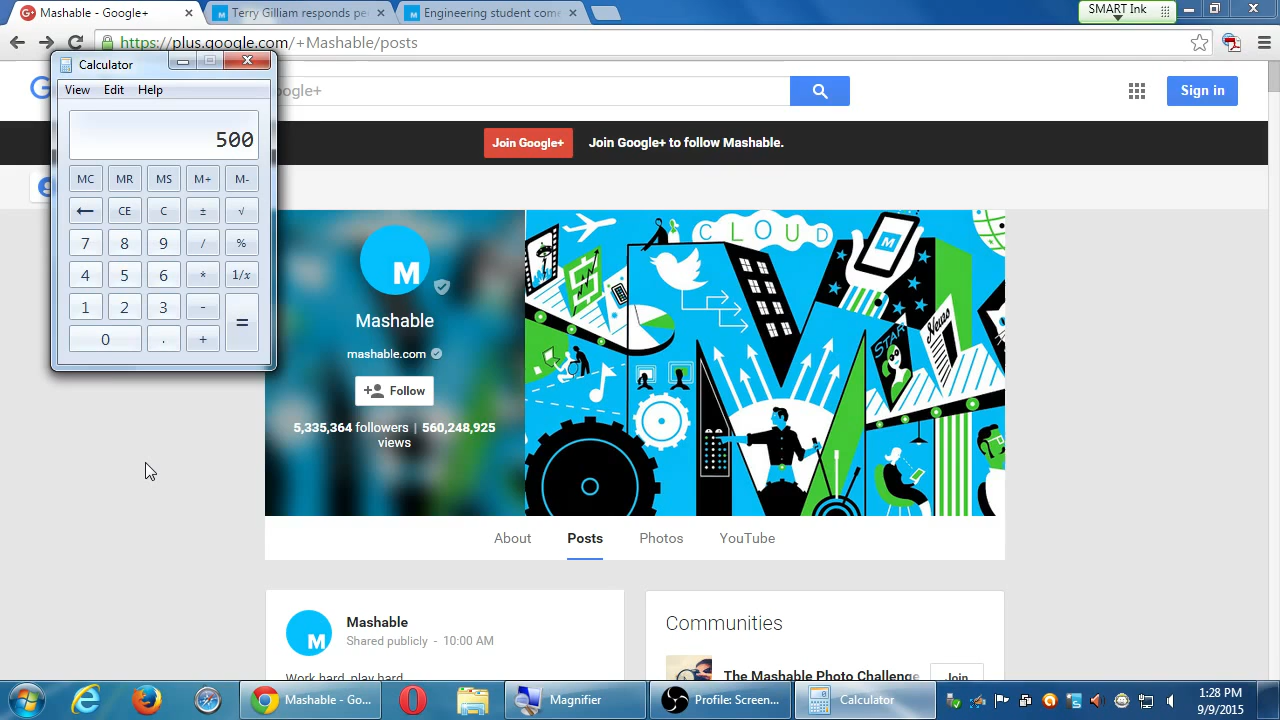 Mashable - Google+
Terry Gilliam responds pe
Engineering student come
SMART Ink
https://plus.google.com/+Mashable/posts
Calculator
View Edit Help
500
MC MR MS M+ M-
← CE C ± √
7 8 9 / %
4 5 6 * 1/x
1 2 3 - =
0 . +
G
oogle+
Sign in
Join Google+
Join Google+ to follow Mashable.
M
Mashable
mashable.com
Follow
5,335,364 followers | 560,248,925
views
CLOUD
M
News
STAR
About Posts Photos YouTube
M
Mashable
Shared publicly - 10:00 AM
Work hard, play hard
Communities
The Mashable Photo Challenge
Join
Mashable - Go...
Magnifier
Profile: Screen...
Calculator
1:28 PM
9/9/2015